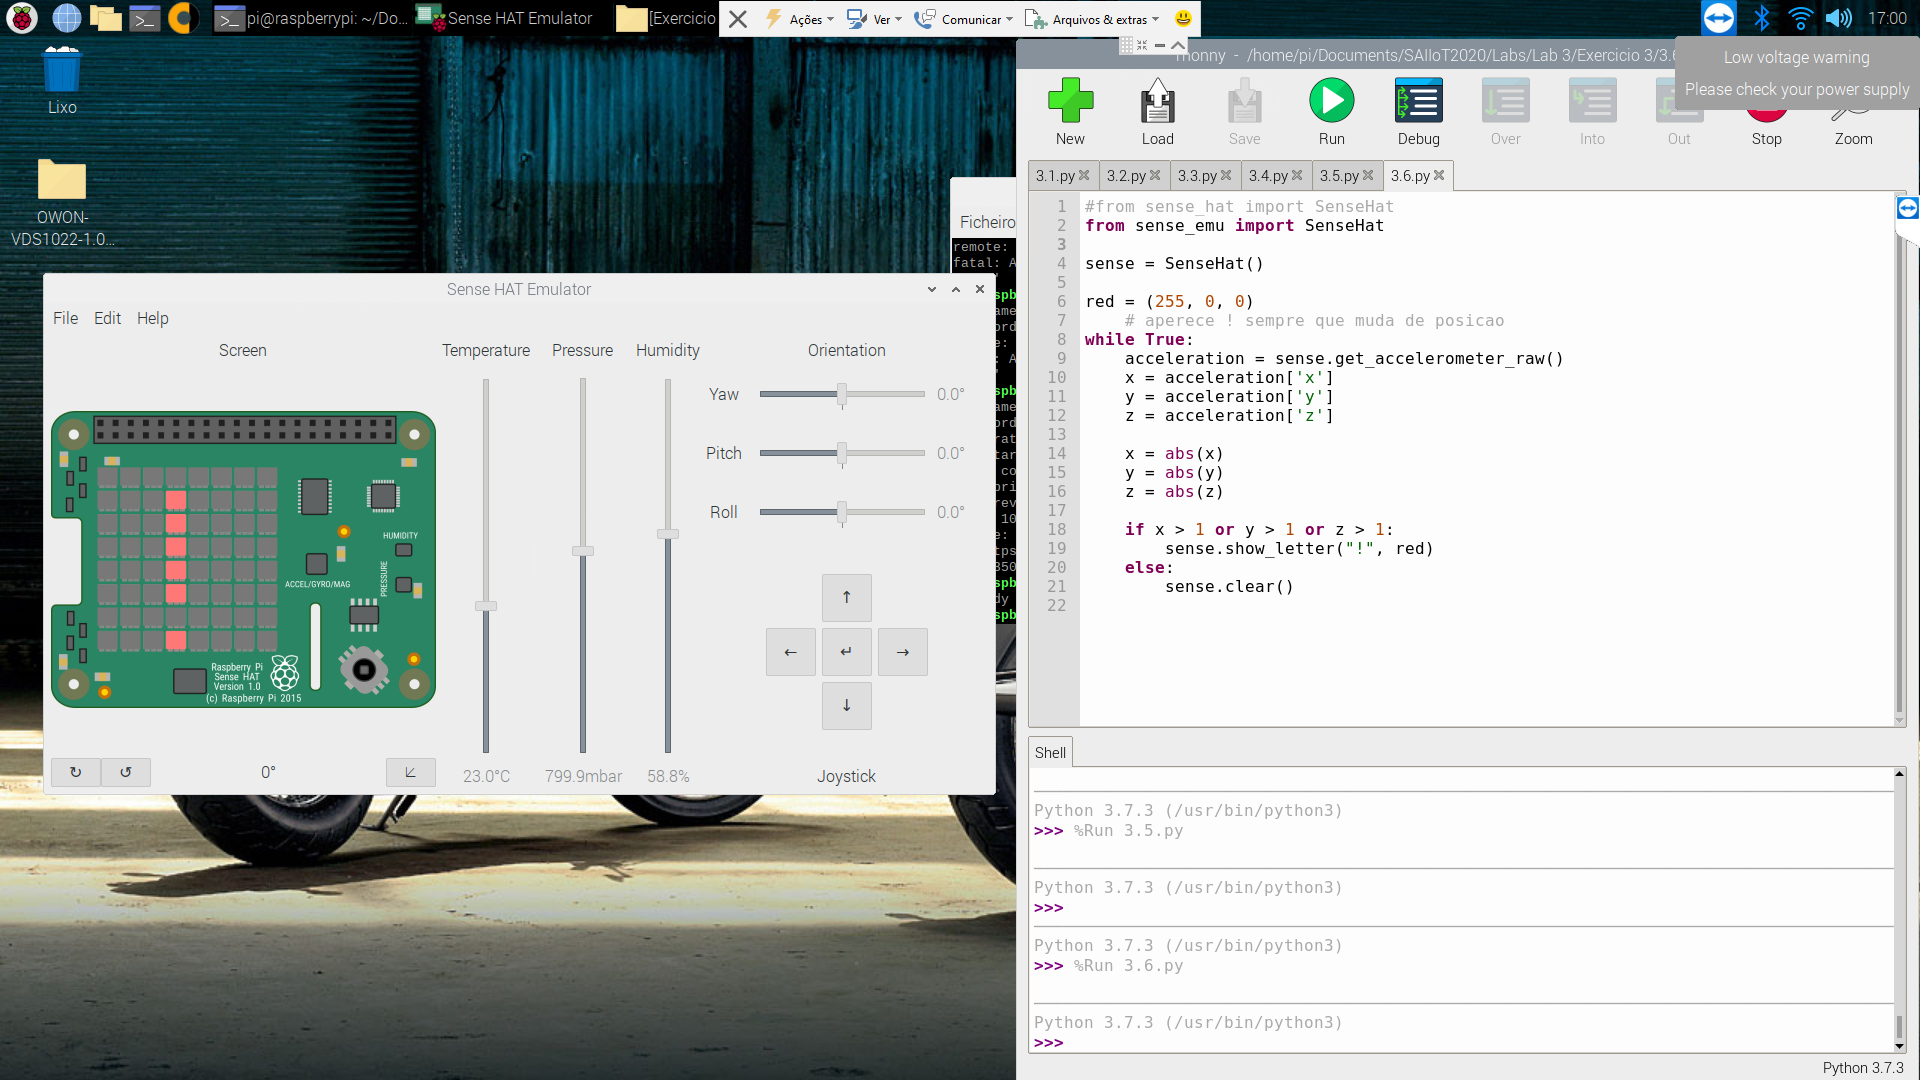 pi@raspberrypi: ~/Do...
Sense HAT Emulator
[Exercicio
Ações
Ver
Comunicar
Arquivos & extras
17:00
Low voltage warning
Please check your power supply
Lixo
OWON-
VDS1022-1.0...
Ficheiro
remote:
fatal: A
Sense HAT Emulator
File Edit Help
Screen
Temperature
Pressure
Humidity
Orientation
Yaw
0.0°
Pitch
0.0°
Roll
0.0°
HUMIDITY
PRESSURE
ACCEL/GYRO/MAG
Raspberry Pi
Sense HAT
Version 1.0
(c) Raspberry Pi 2015
↑
← ↵ →
↓
↻ ↺
0°
23.0°C
799.9mbar
58.8%
Joystick
/home/pi/Documents/SAIIoT2020/Labs/Lab 3/Exercicio 3/3.6
New
Load
Save
Run
Debug
Over
Into
Out
Stop
Zoom
3.1.py
3.2.py
3.3.py
3.4.py
3.5.py
3.6.py
1 #from sense_hat import SenseHat
2 from sense_emu import SenseHat
3
4 sense = SenseHat()
5
6 red = (255, 0, 0)
7     # aperece ! sempre que muda de posicao
8 while True:
9     acceleration = sense.get_accelerometer_raw()
10     x = acceleration['x']
11     y = acceleration['y']
12     z = acceleration['z']
13
14     x = abs(x)
15     y = abs(y)
16     z = abs(z)
17
18     if x > 1 or y > 1 or z > 1:
19         sense.show_letter("!", red)
20     else:
21         sense.clear()
22
Shell
Python 3.7.3 (/usr/bin/python3)
>>> %Run 3.5.py
Python 3.7.3 (/usr/bin/python3)
>>>
Python 3.7.3 (/usr/bin/python3)
>>> %Run 3.6.py
Python 3.7.3 (/usr/bin/python3)
>>>
Python 3.7.3